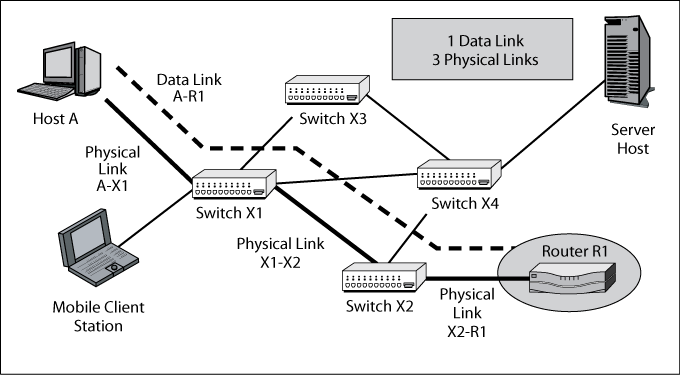 1 Data Link
3 Physical Links
Data Link
A-R1
Host A
Switch X3
Server
Host
Physical
Link
A-X1
Switch X1
Switch X4
Physical Link
X1-X2
Router R1
Mobile Client
Station
Switch X2
Physical
Link
X2-R1